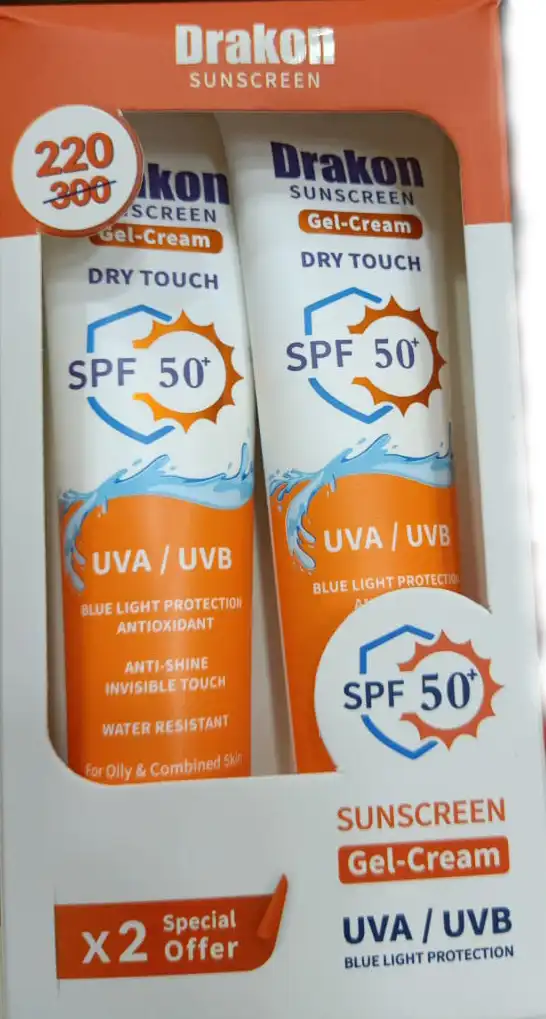 Drakon
SUNSCREEN
220
300
kon
SCREEN
Gel-Cream
DRY TOUCH
SPF 50+
UVA / UVB
BLUE LIGHT PROTECTION
ANTIOXIDANT
ANTI-SHINE
INVISIBLE TOUCH
WATER RESISTANT
For Oily & Combined Skin
Drakon
SUNSCREEN
Gel-Cream
DRY TOUCH
SPF 50+
UVA / UVB
BLUE LIGHT PROTECTION
SPF 50+
SUNSCREEN
Gel-Cream
UVA / UVB
BLUE LIGHT PROTECTION
x2 Special
Offer